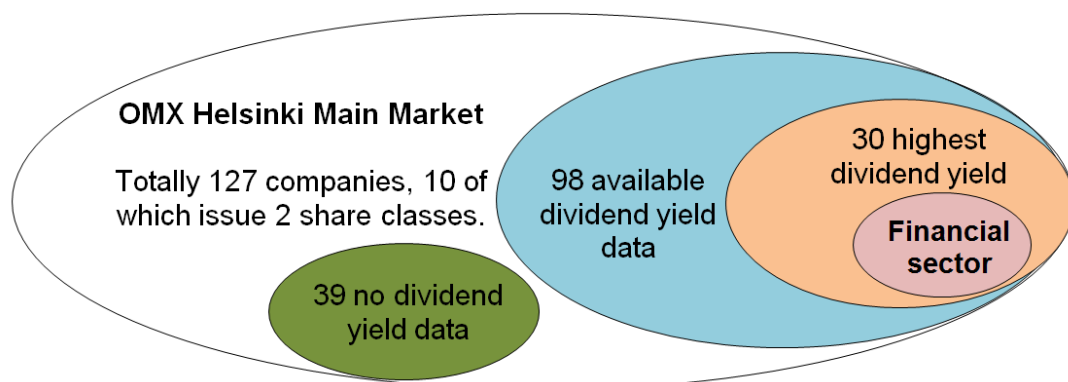 OMX Helsinki Main Market
Totally 127 companies, 10 of
which issue 2 share classes.
39 no dividend
yield data
98 available
dividend yield
data
30 highest
dividend yield
Financial
sector